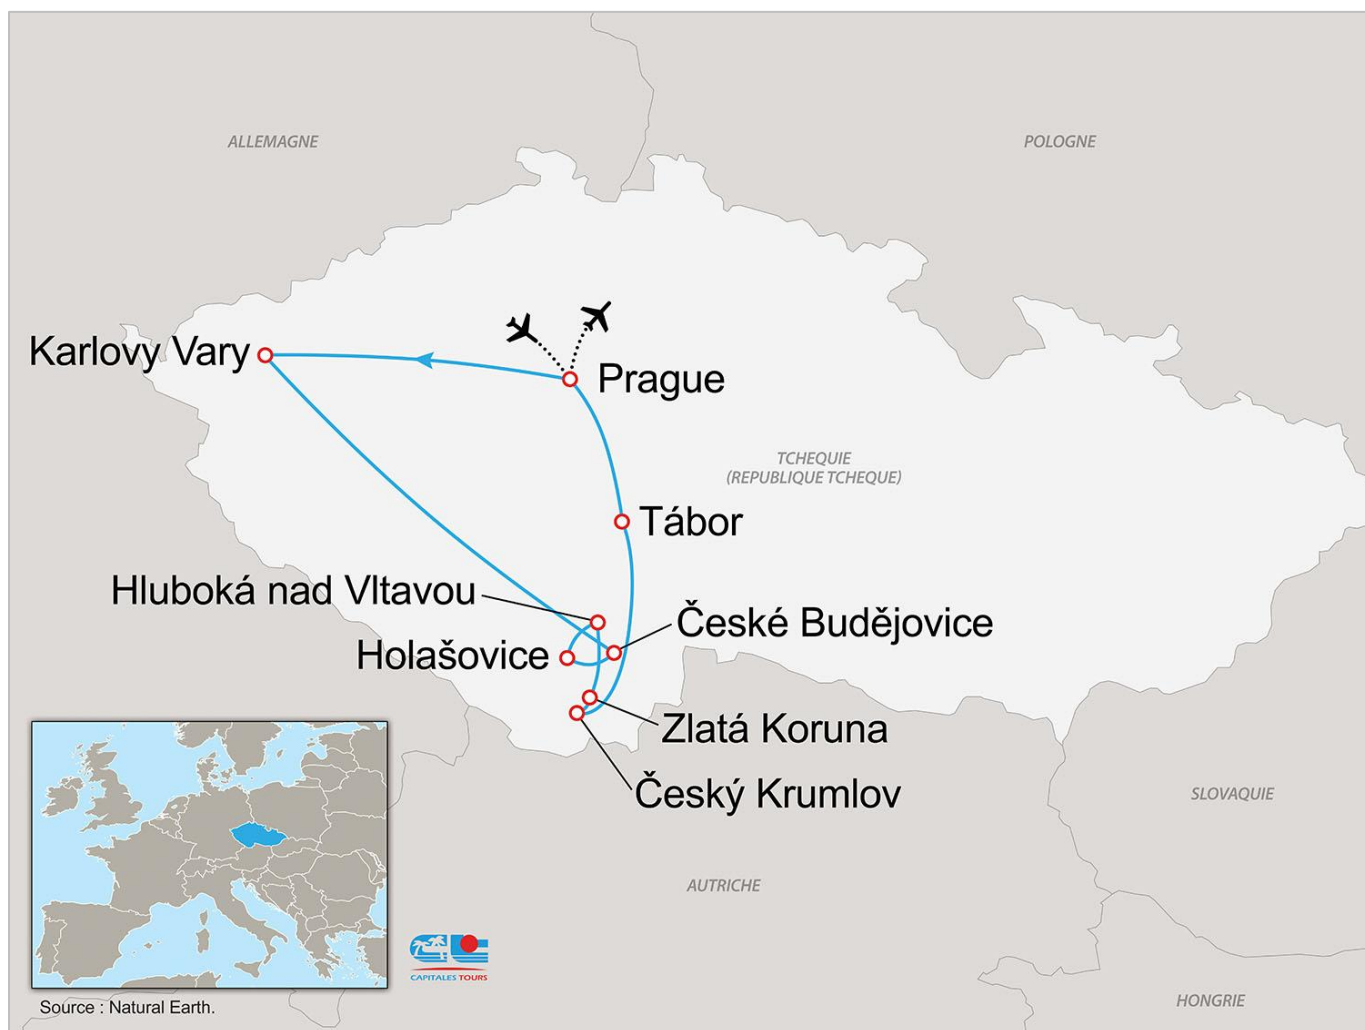 ALLEMAGNE
POLOGNE
Karlovy Vary
Prague
TCHEQUIE
(REPUBLIQUE TCHEQUE)
Tábor
Hluboká nad Vltavou
České Budějovice
Holašovice
Zlatá Koruna
Český Krumlov
SLOVAQUIE
AUTRICHE
CAPITALES TOURS
HONGRIE
Source : Natural Earth.